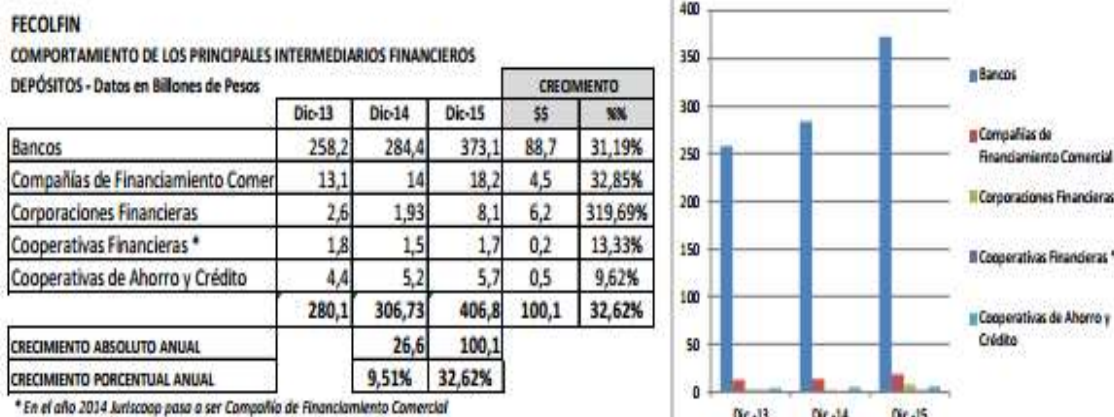 FECOLFIN
COMPORTAMIENTO DE LOS PRINCIPALES INTERMEDIARIOS FINANCIEROS
DEPÓSITOS - Datos en Billones de Pesos CRECIMIENTO
Dic-13 Dic-14 Dic-15 $$ %%
Bancos 258,2 284,4 373,1 88,7 31,19%
Compañías de Financiamiento Comer 13,1 14 18,2 4,5 32,85%
Corporaciones Financieras 2,6 1,93 8,1 6,2 319,69%
Cooperativas Financieras * 1,8 1,5 1,7 0,2 13,33%
Cooperativas de Ahorro y Crédito 4,4 5,2 5,7 0,5 9,62%
280,1 306,73 406,8 100,1 32,62%
CRECIMIENTO ABSOLUTO ANUAL 26,6 100,1
CRECIMIENTO PORCENTUAL ANUAL 9,51% 32,62%
* En el año 2014 Juriscoop pasa a ser Compañía de Financiamiento Comercial
400
350
300
250
200
150
100
50
0
Dic-13 Dic-14 Dic-15
Bancos
Compañías de
Financiamiento Comercial
Corporaciones Financieras
Cooperativas Financieras *
Cooperativas de Ahorro y
Crédito